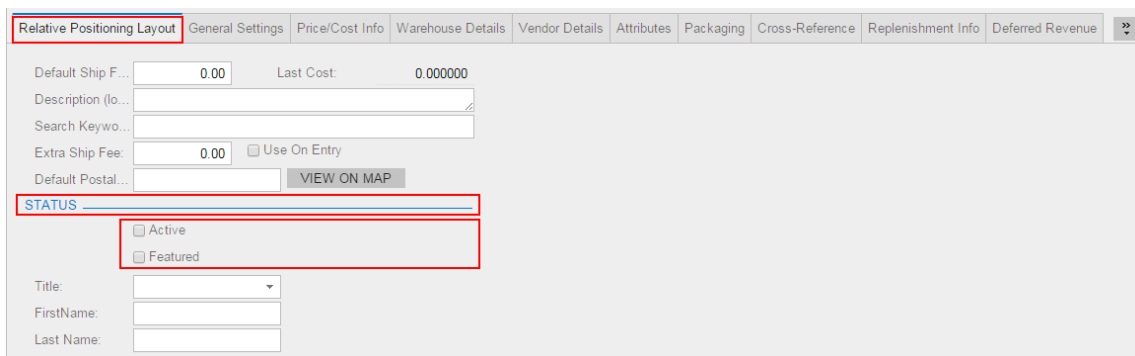 Relative Positioning Layout General Settings Price/Cost Info Warehouse Details Vendor Details Attributes Packaging Cross-Reference Replenishment Info Deferred Revenue
Default Ship F... 0.00 Last Cost: 0.000000
Description (lo...
Search Keywo...
Extra Ship Fee: 0.00 Use On Entry
Default Postal... VIEW ON MAP
STATUS
Active
Featured
Title:
FirstName:
Last Name: